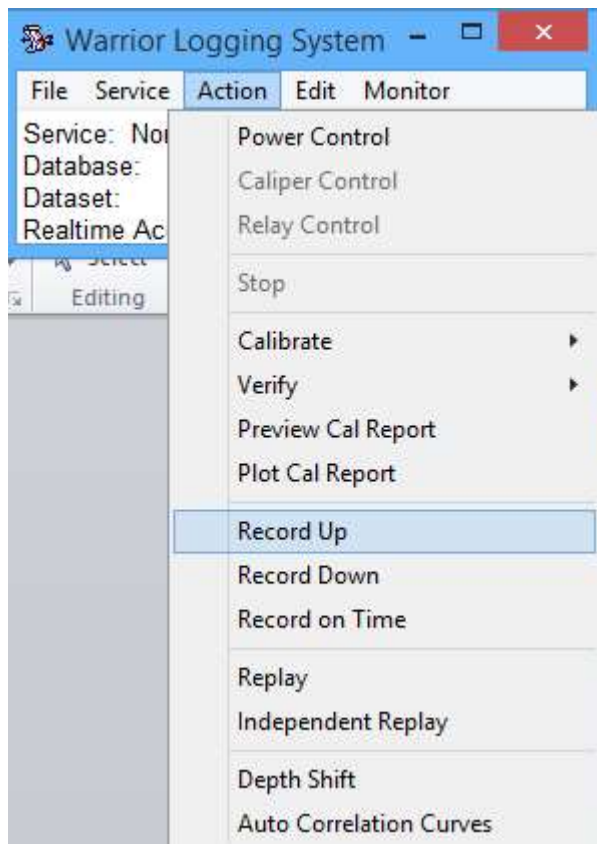 Warrior Logging System
File Service Action Edit Monitor
Service:
Database:
Dataset:
Realtime
Editing
Power Control
Caliper Control
Relay Control
Stop
Calibrate
Verify
Preview Cal Report
Plot Cal Report
Record Up
Record Down
Record on Time
Replay
Independent Replay
Depth Shift
Auto Correlation Curves